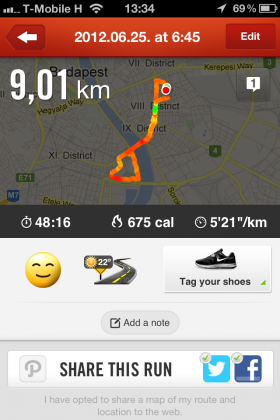 T-Mobile H 13:34 69%
2012.06.25. at 6:45 Edit
9,01 km
1
Budapest
VII. District
Kerepesi Way
VIII. District
IX. District
XI. District
E71
M7
48:16 675 cal 5'21"/km
22°
Tag your shoes
Add a note
SHARE THIS RUN
I have opted to share a map of my route and
location to the web.